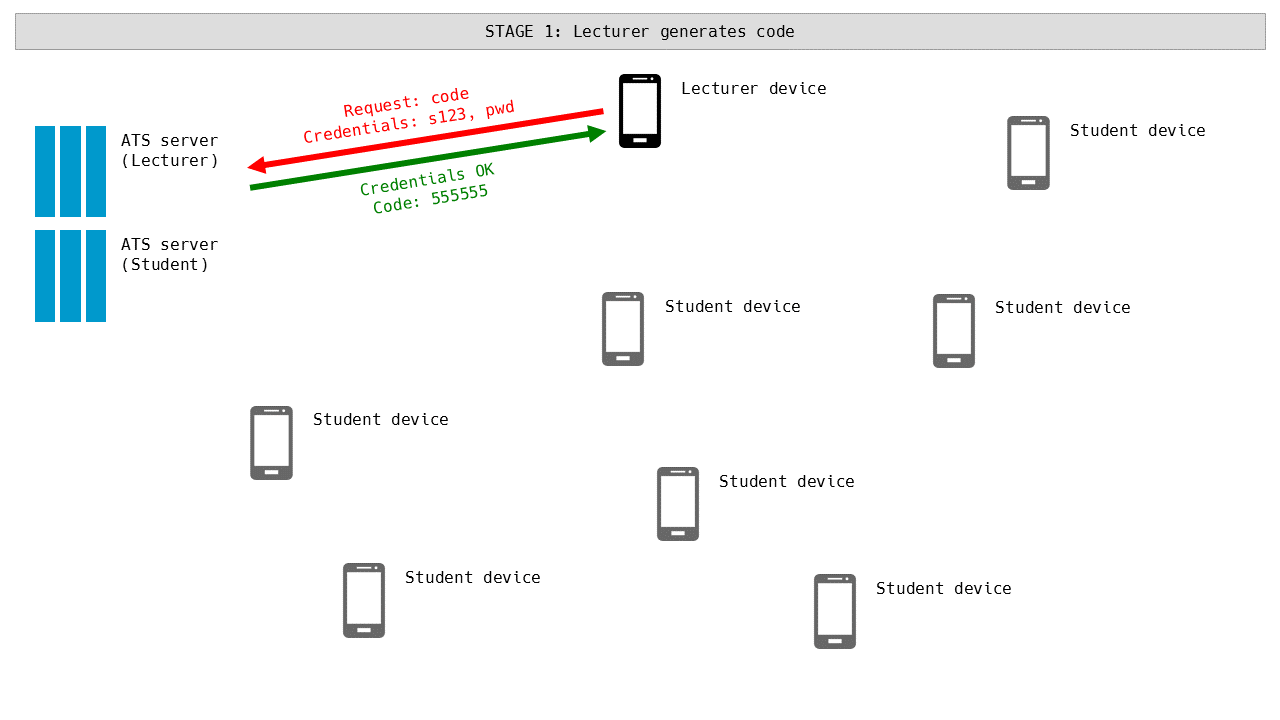 STAGE 1: Lecturer generates code
Lecturer device
Request: code
Credentials: s123, pwd
Student device
ATS server
(Lecturer)
Credentials OK
Code: 555555
ATS server
(Student)
Student device
Student device
Student device
Student device
Student device
Student device